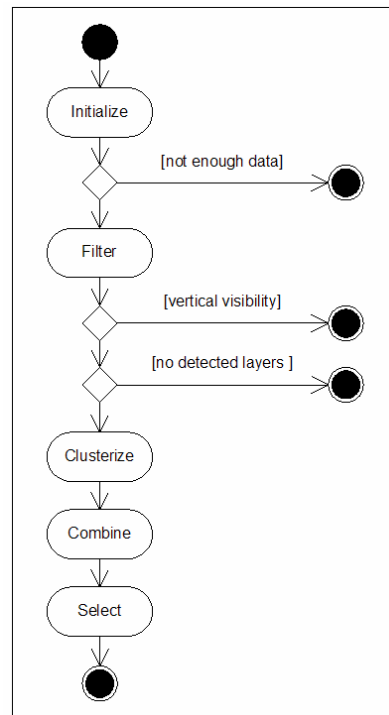 Initialize
[not enough data]
Filter
[vertical visibility]
[no detected layers ]
Clusterize
Combine
Select